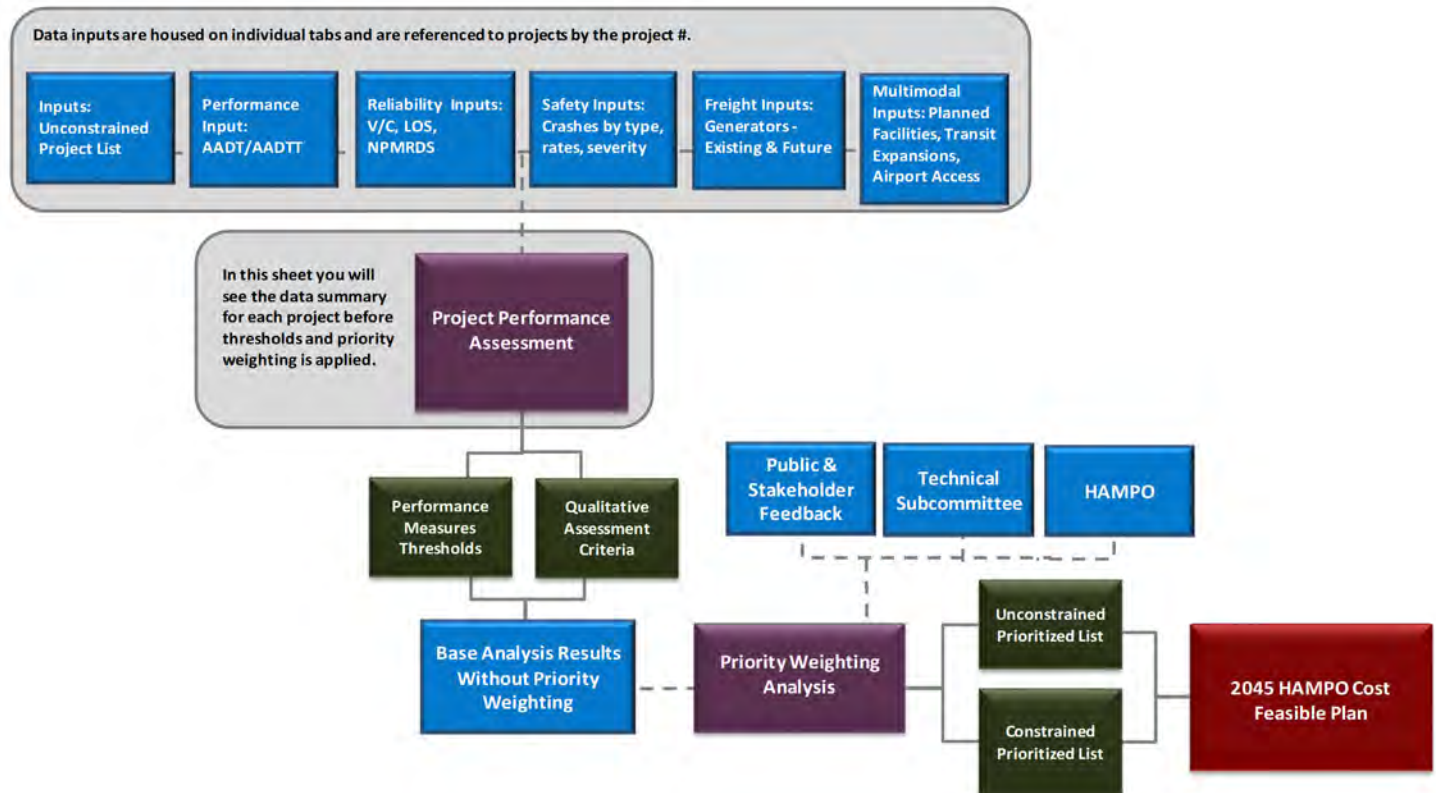 Data inputs are housed on individual tabs and are referenced to projects by the project #.
Inputs:
Unconstrained
Project List
Performance
Input:
AADT/AADTT
Reliability Inputs:
V/C, LOS,
NPMRDS
Safety Inputs:
Crashes by type,
rates, severity
Freight Inputs:
Generators -
Existing & Future
Multimodal
Inputs: Planned
Facilities, Transit
Expansions,
Airport Access
In this sheet you will
see the data summary
for each project before
thresholds and priority
weighting is applied.
Project Performance
Assessment
Performance
Measures
Thresholds
Qualitative
Assessment
Criteria
Public &
Stakeholder
Feedback
Technical
Subcommittee
HAMPO
Base Analysis Results
Without Priority
Weighting
Priority Weighting
Analysis
Unconstrained
Prioritized List
Constrained
Prioritized List
2045 HAMPO Cost
Feasible Plan